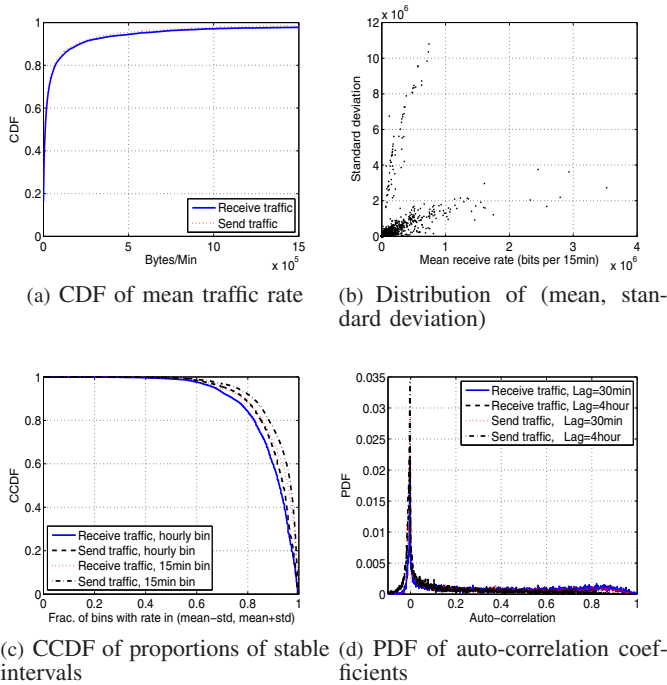 1
0.8
0.6
0.4
0.2
0
CDF
0 5 10 15
Bytes/Min
x 10^5
Receive traffic
Send traffic
(a) CDF of mean traffic rate
x 10^6
12
10
8
6
4
2
0
Standard deviation
0 1 2 3 4
Mean receive rate (bits per 15min)
x 10^6
(b) Distribution of (mean, stan-
dard deviation)
1
0.8
0.6
0.4
0.2
0
CCDF
0 0.2 0.4 0.6 0.8 1
Frac. of bins with rate in (mean−std, mean+std)
Receive traffic, hourly bin
Send traffic, hourly bin
Receive traffic, 15min bin
Send traffic, 15min bin
(c) CCDF of proportions of stable
intervals
0.035
0.03
0.025
0.02
0.015
0.01
0.005
0
PDF
0 0.2 0.4 0.6 0.8 1
Auto−correlation
Receive traffic, Lag=30min
Receive traffic, Lag=4hour
Send traffic, Lag=30min
Send traffic, Lag=4hour
(d) PDF of auto-correlation coef-
ficients